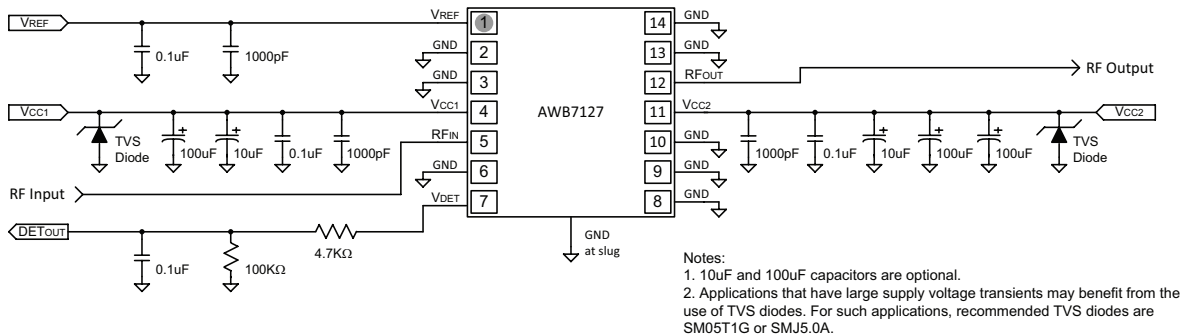 VREF
VREF
1
14
GND
0.1uF
1000pF
GND
2
13
GND
GND
3
12
RFOUT
RF Output
VCC1
VCC1
4
AWB7127
11
VCC2
VCC2
TVS
Diode
100uF
10uF
0.1uF
1000pF
RFIN
5
10
GND
1000pF
0.1uF
10uF
100uF
100uF
TVS
Diode
GND
6
9
GND
RF Input
VDET
7
8
GND
DETOUT
0.1uF
100KΩ
4.7KΩ
GND
at slug
Notes:
1. 10uF and 100uF capacitors are optional.
2. Applications that have large supply voltage transients may benefit from the
use of TVS diodes. For such applications, recommended TVS diodes are
SM05T1G or SMJ5.0A.